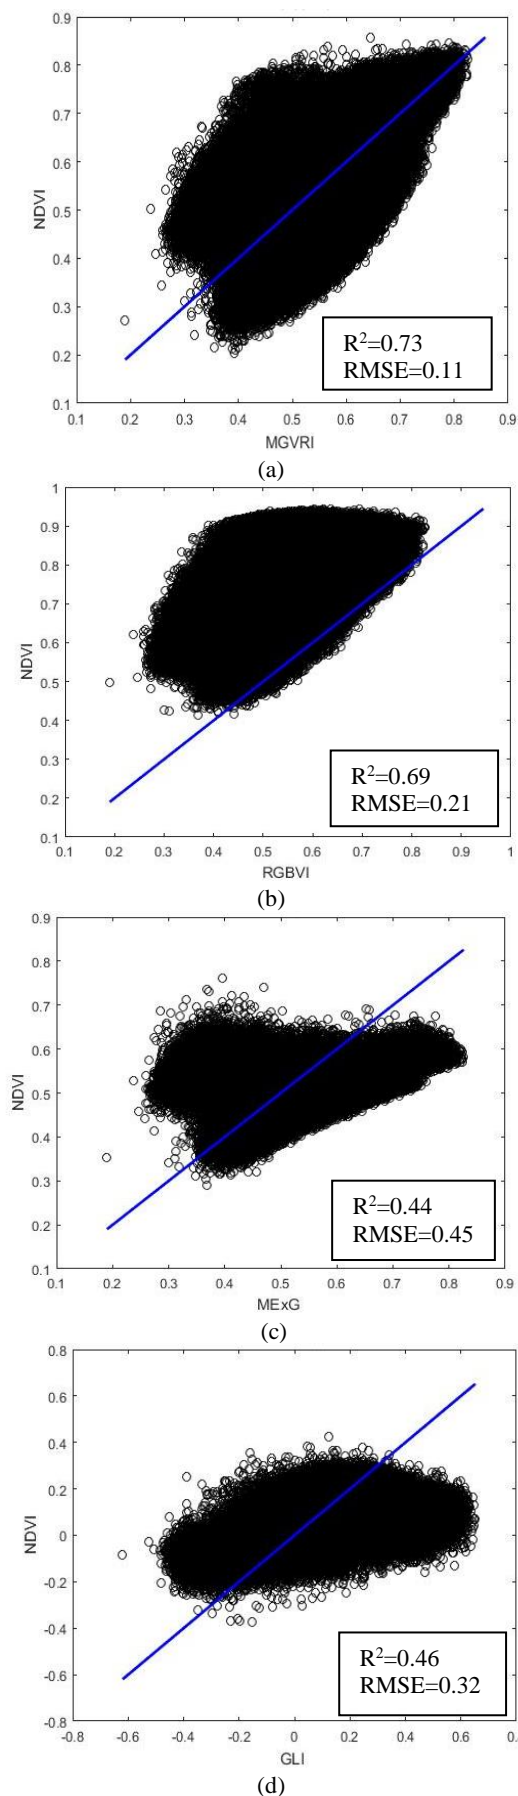 0.9
0.8
0.7
0.6
0.5
0.4
0.3
0.2
0.1
NDVI
R²=0.73
RMSE=0.11
0.1 0.2 0.3 0.4 0.5 0.6 0.7 0.8 0.9
MGVRI
(a)
1
0.9
0.8
0.7
0.6
0.5
0.4
0.3
0.2
0.1
NDVI
R²=0.69
RMSE=0.21
0.1 0.2 0.3 0.4 0.5 0.6 0.7 0.8 0.9 1
RGBVI
(b)
0.9
0.8
0.7
0.6
0.5
0.4
0.3
0.2
0.1
NDVI
R²=0.44
RMSE=0.45
0.1 0.2 0.3 0.4 0.5 0.6 0.7 0.8 0.9
MExG
(c)
0.8
0.6
0.4
0.2
0
-0.2
-0.4
-0.6
-0.8
NDVI
R²=0.46
RMSE=0.32
-0.8 -0.6 -0.4 -0.2 0 0.2 0.4 0.6
GLI
(d)